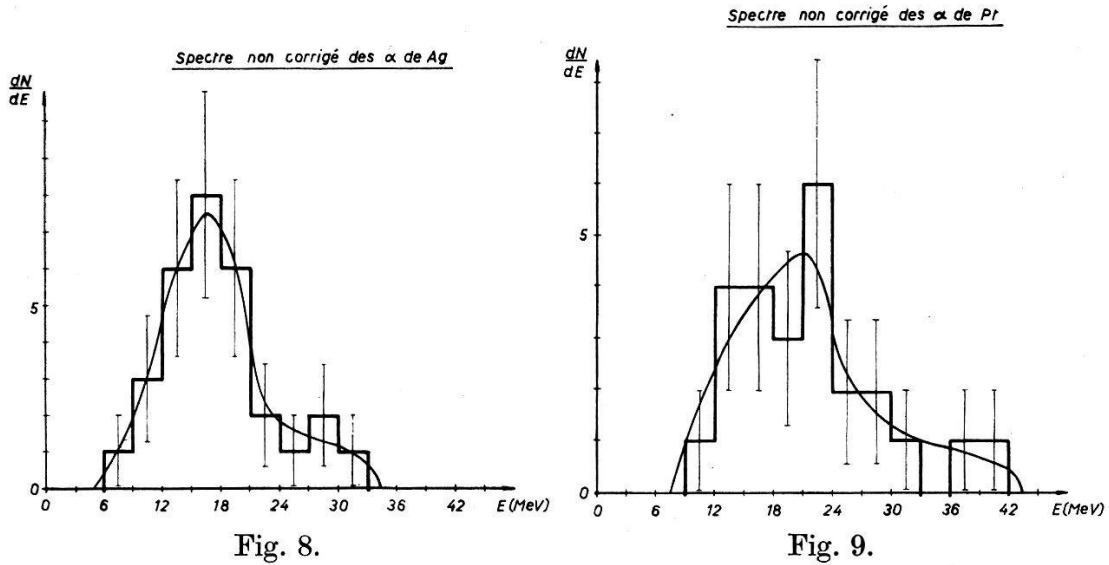 Spectre non corrigé des α de Ag
dN
dE
5
0
0 6 12 18 24 30 36 42 E(MeV)
Fig. 8.
Spectre non corrigé des α de Pt
dN
dE
5
0
0 6 12 18 24 30 36 42 E(MeV)
Fig. 9.